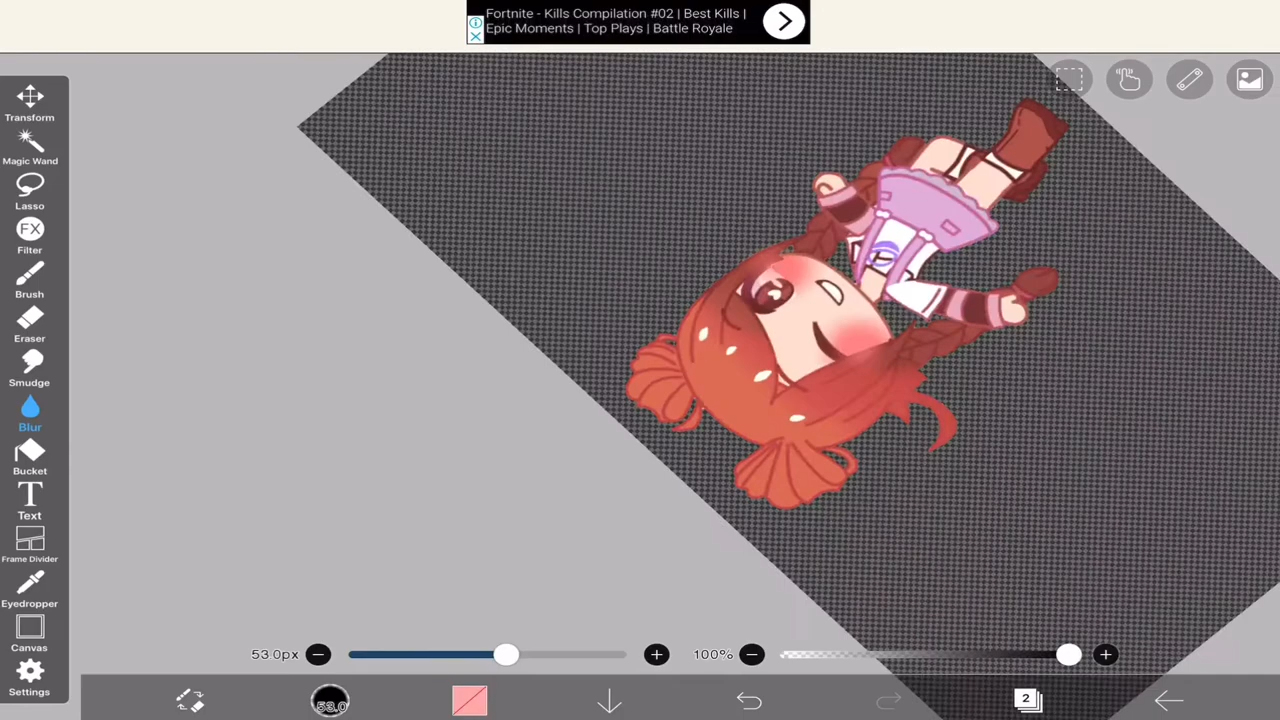 Fortnite - Kills Compilation #02 | Best Kills |
Epic Moments | Top Plays | Battle Royale
Transform
Magic Wand
Lasso
FX
Filter
Brush
Eraser
Smudge
Blur
Bucket
T
Text
Frame Divider
Eyedropper
Canvas
Settings
53.0px
100%
53.0
2